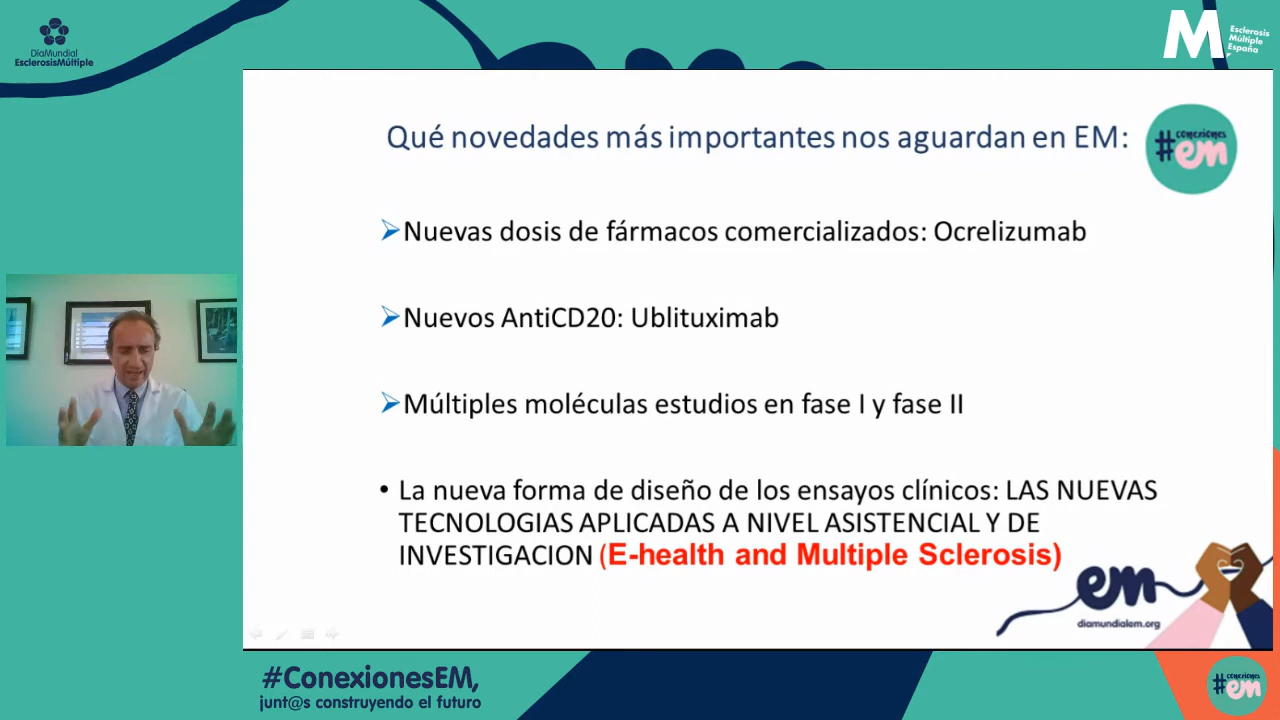 DíaMundial
EsclerosisMúltiple
M
Esclerosis
Múltiple
España
Qué novedades más importantes nos aguardan en EM:
#conexiones
em
Nuevas dosis de fármacos comercializados: Ocrelizumab
Nuevos AntiCD20: Ublituximab
Múltiples moléculas estudios en fase I y fase II
• La nueva forma de diseño de los ensayos clínicos: LAS NUEVAS
TECNOLOGIAS APLICADAS A NIVEL ASISTENCIAL Y DE
INVESTIGACION (E-health and Multiple Sclerosis)
em
diamundialem.org
#ConexionesEM,
junt@s construyendo el futuro
#conexiones
em